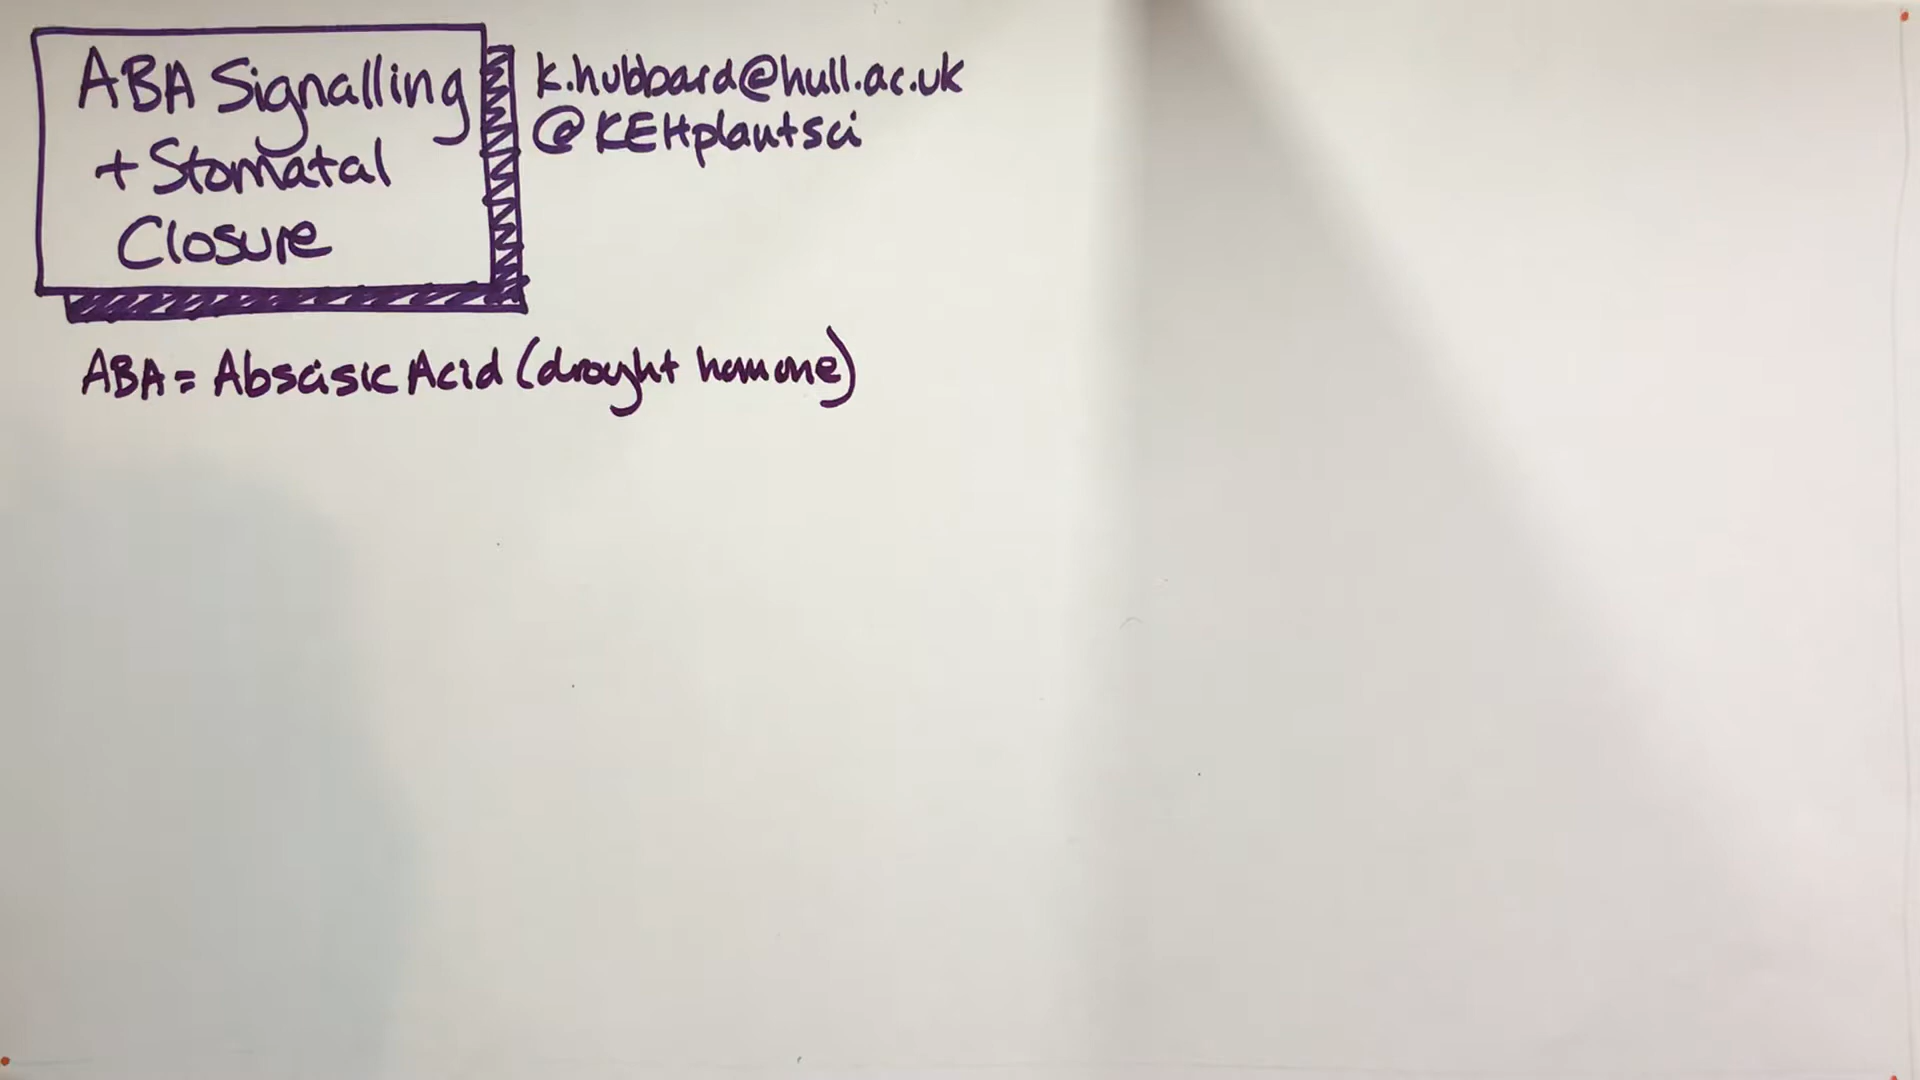 ABA Signalling
+ Stomatal
Closure
k.hubbard@hull.ac.uk
@KEHplantsci
ABA = Abscisic Acid (drought hormone)